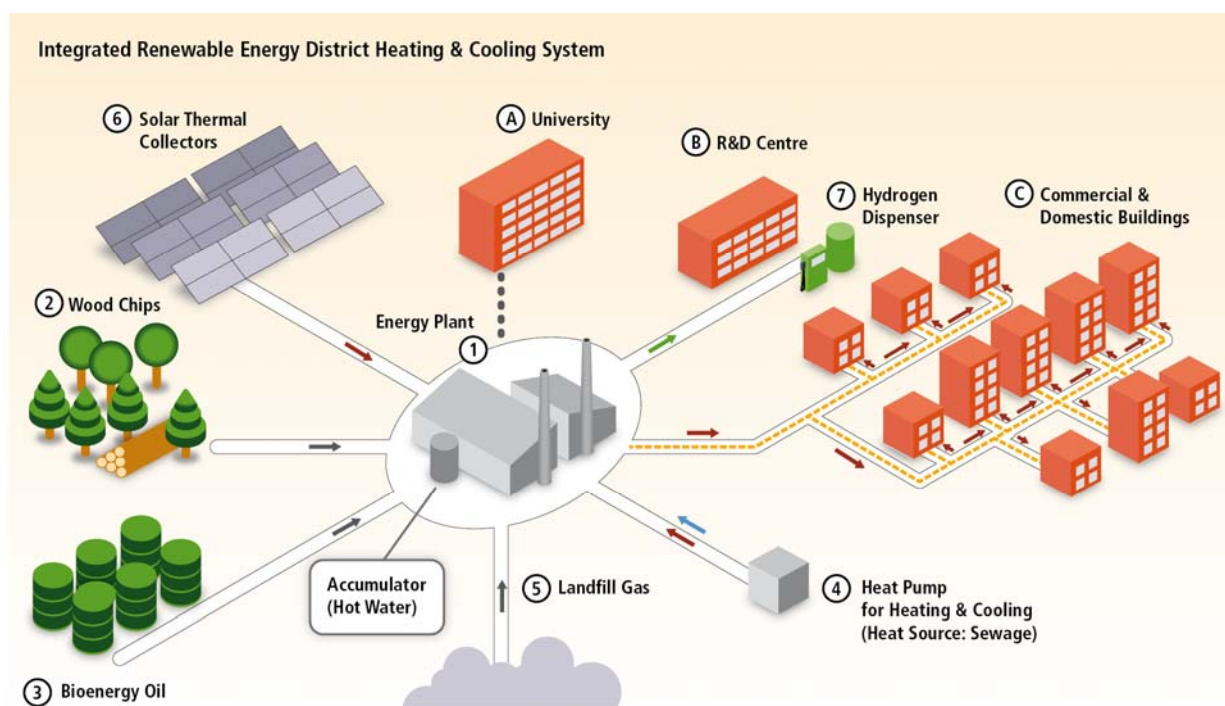 Integrated Renewable Energy District Heating & Cooling System
6 Solar Thermal
Collectors
A University
B R&D Centre
7 Hydrogen
Dispenser
C Commercial &
Domestic Buildings
2 Wood Chips
Energy Plant
1
Accumulator
(Hot Water)
5 Landfill Gas
4 Heat Pump
for Heating & Cooling
(Heat Source: Sewage)
3 Bioenergy Oil